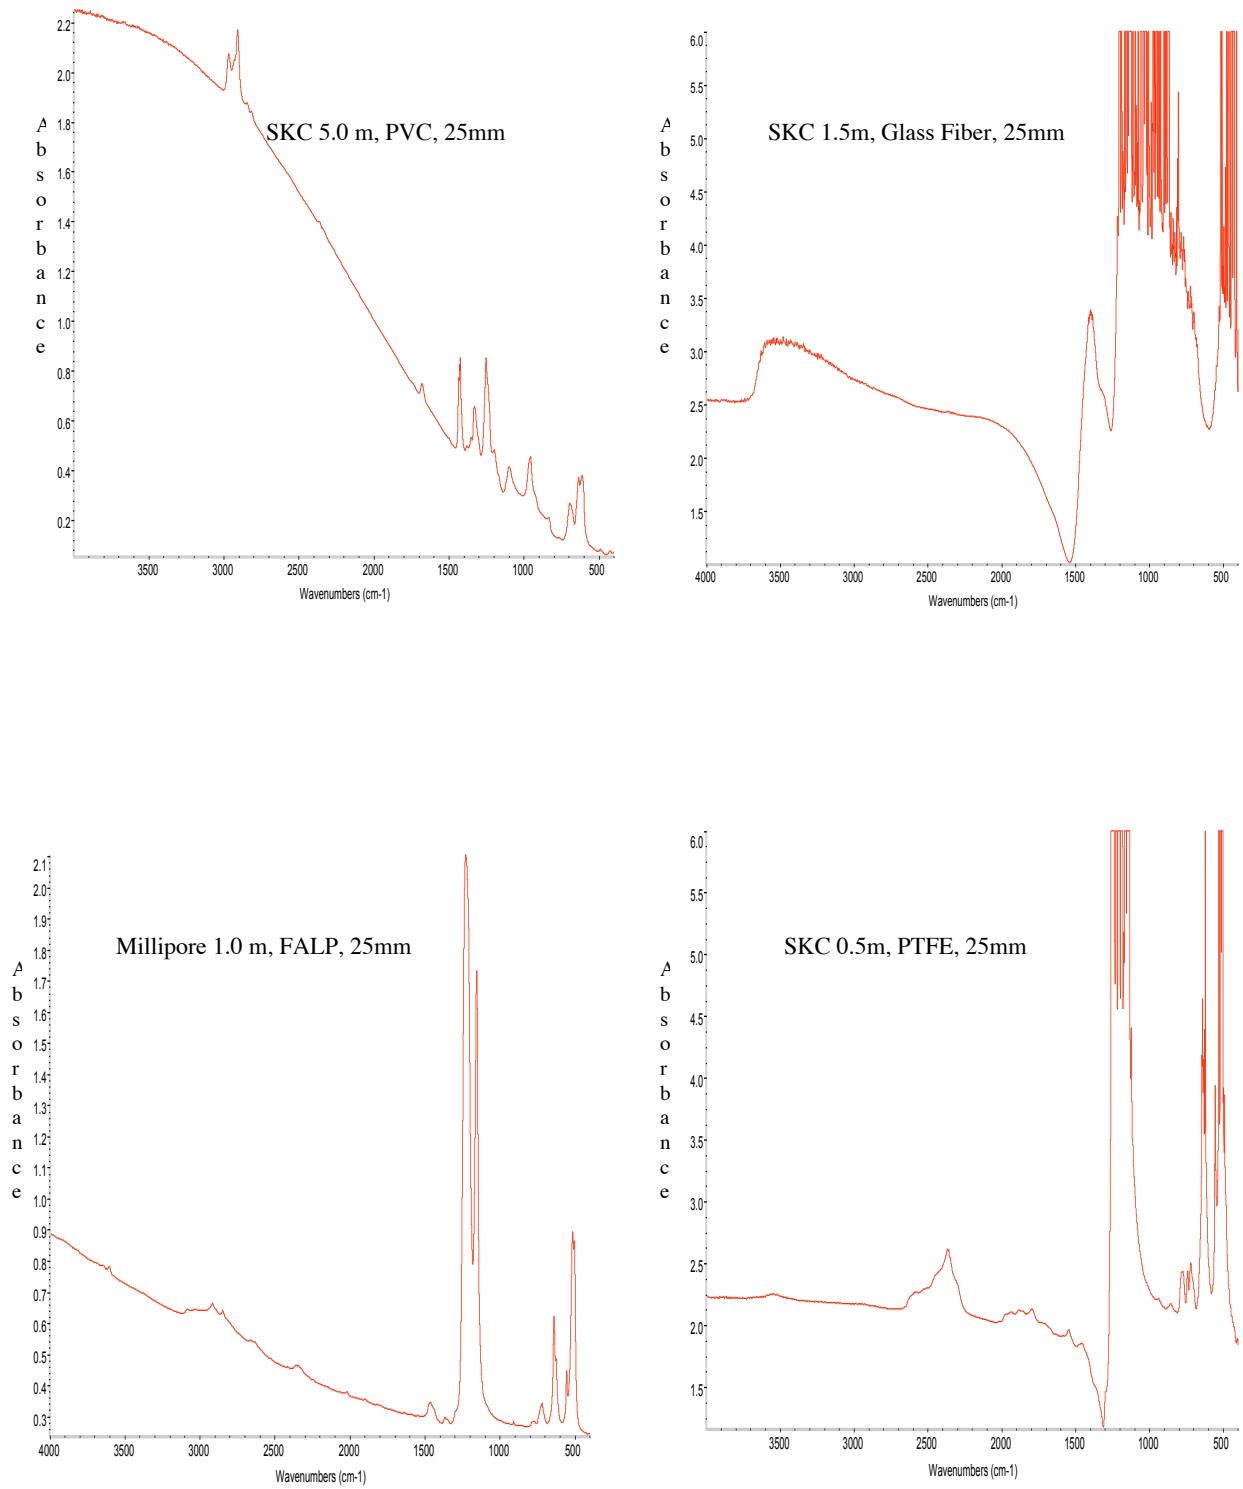 2.2
2.0
1.8
1.6
1.4
1.2
1.0
0.8
0.6
0.4
0.2
A
b
s
o
r
b
a
n
c
e
SKC 5.0 m, PVC, 25mm
3500 3000 2500 2000 1500 1000 500
Wavenumbers (cm-1)
6.0
5.5
5.0
4.5
4.0
3.5
3.0
2.5
2.0
1.5
A
b
s
o
r
b
a
n
c
e
SKC 1.5m, Glass Fiber, 25mm
4000 3500 3000 2500 2000 1500 1000 500
Wavenumbers (cm-1)
2.1
2.0
1.9
1.8
1.7
1.6
1.5
1.4
1.3
1.2
1.1
1.0
0.9
0.8
0.7
0.6
0.5
0.4
0.3
A
b
s
o
r
b
a
n
c
e
Millipore 1.0 m, FALP, 25mm
4000 3500 3000 2500 2000 1500 1000 500
Wavenumbers (cm-1)
6.0
5.5
5.0
4.5
4.0
3.5
3.0
2.5
2.0
1.5
A
b
s
o
r
b
a
n
c
e
SKC 0.5m, PTFE, 25mm
3500 3000 2500 2000 1500 1000 500
Wavenumbers (cm-1)